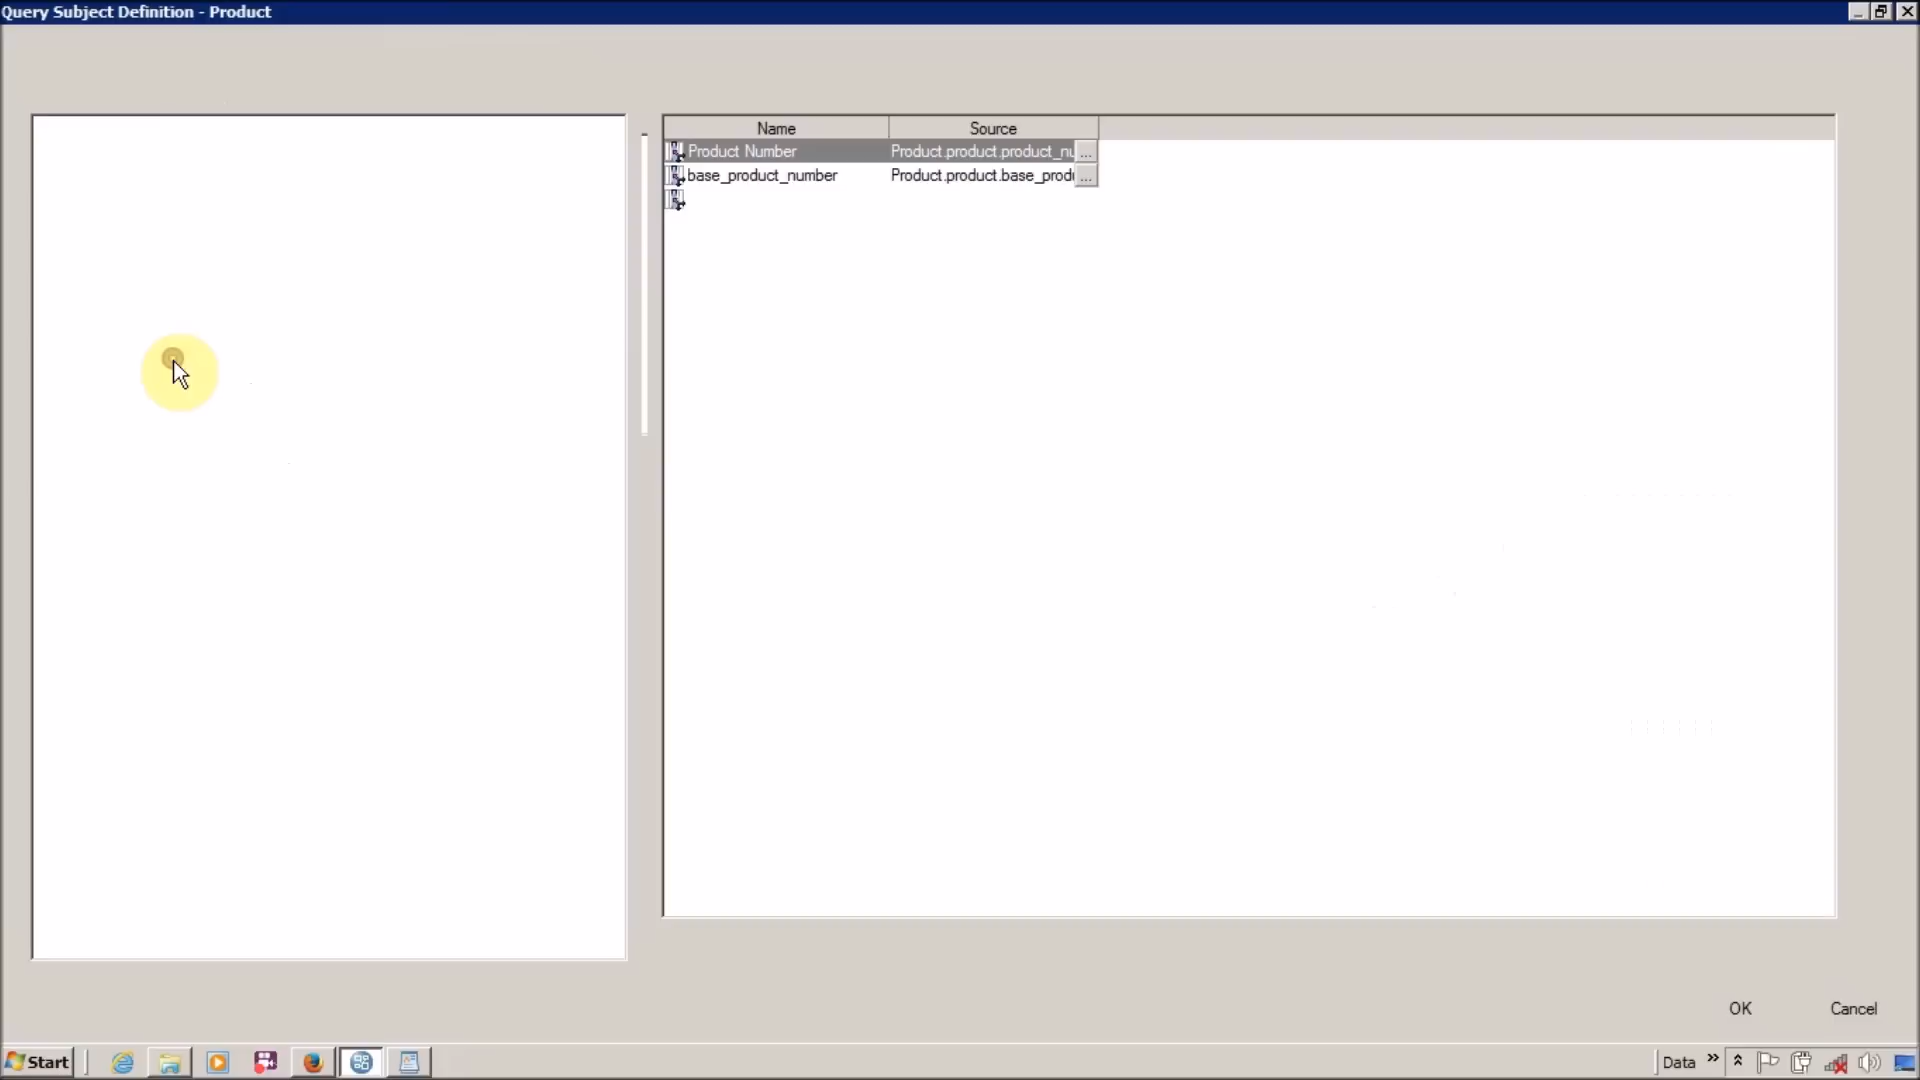 Query Subject Definition - Product
Name Source
Product Number Product.product.product_nu ...
base_product_number Product.product.base_prod ...
OK Cancel
Start Data »